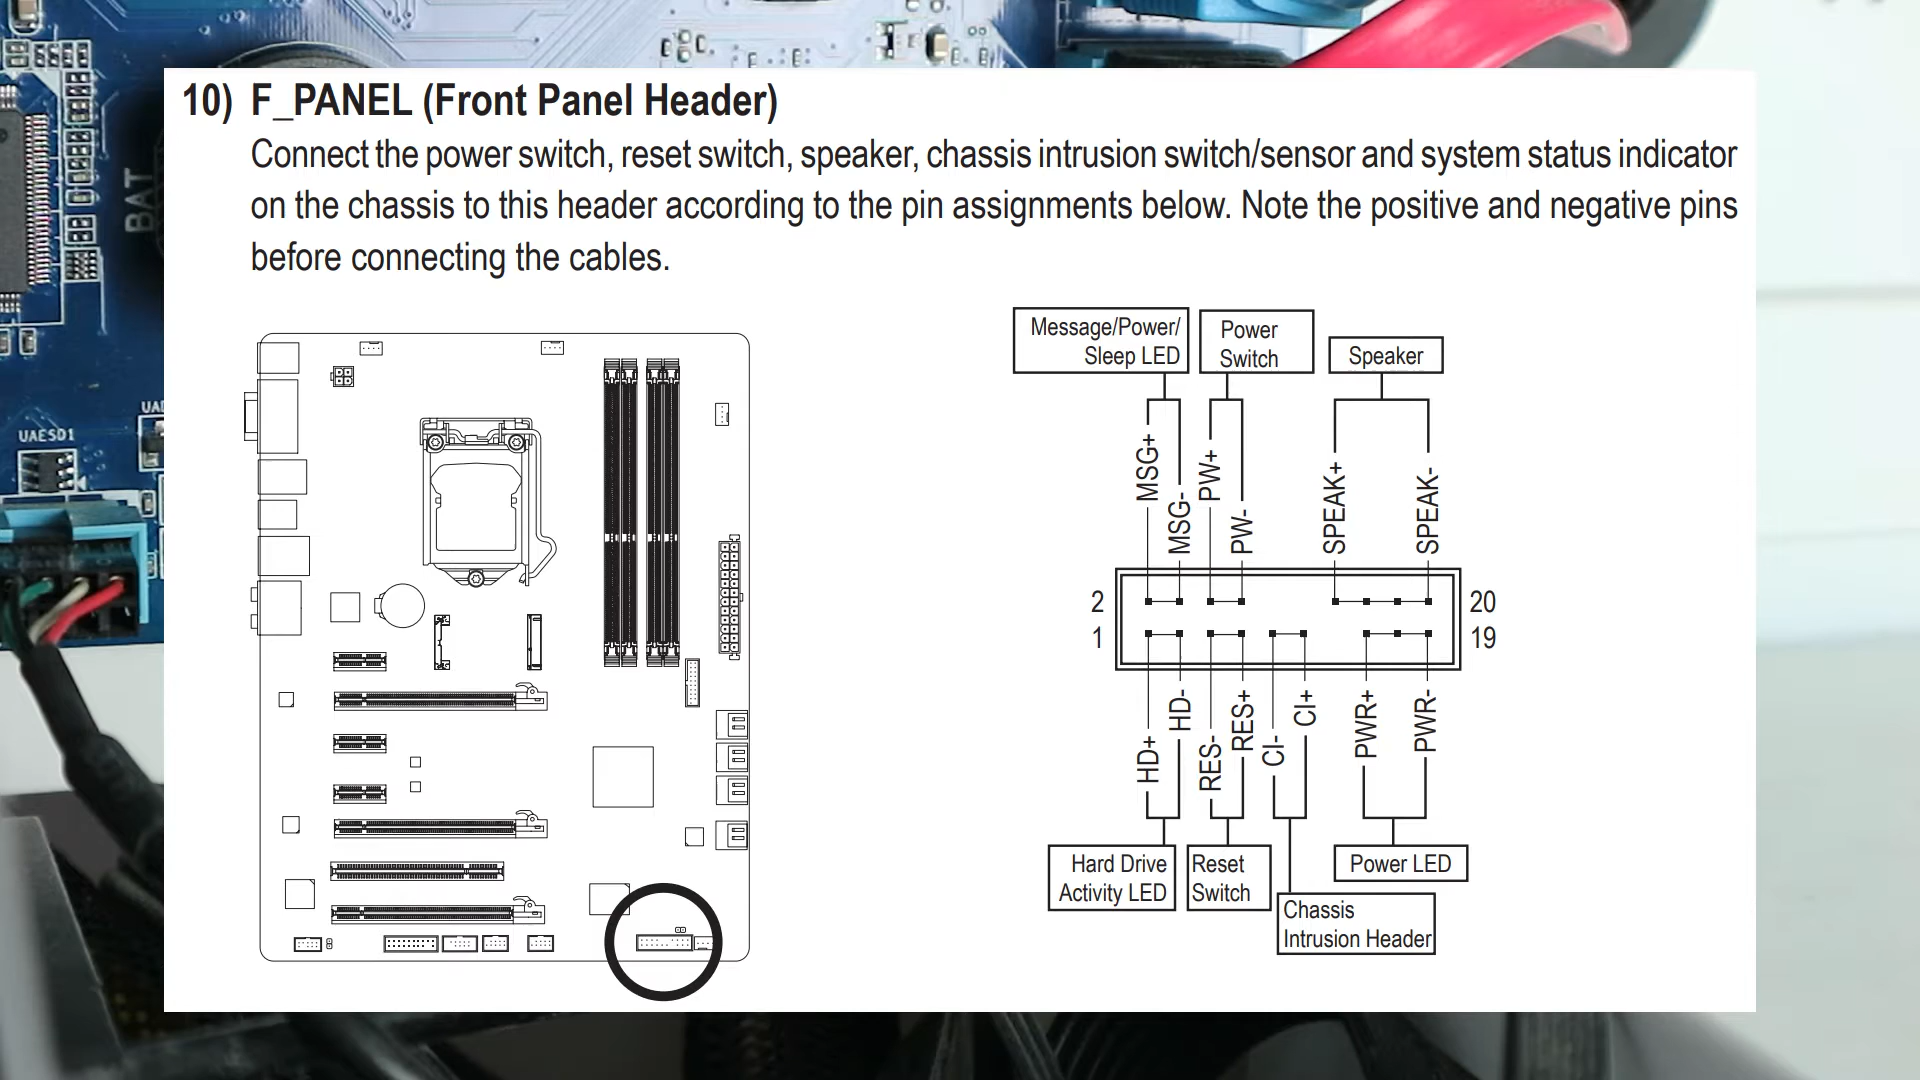 10) F_PANEL (Front Panel Header)
Connect the power switch, reset switch, speaker, chassis intrusion switch/sensor and system status indicator
on the chassis to this header according to the pin assignments below. Note the positive and negative pins
before connecting the cables.
BAT
UAESD1
Message/Power/
Sleep LED
Power
Switch
Speaker
MSG+
MSG-
PW+
PW-
SPEAK+
SPEAK-
2
20
1
19
HD+
HD-
RES-
RES+
CI-
CI+
PWR+
PWR-
Hard Drive
Activity LED
Reset
Switch
Power LED
Chassis
Intrusion Header